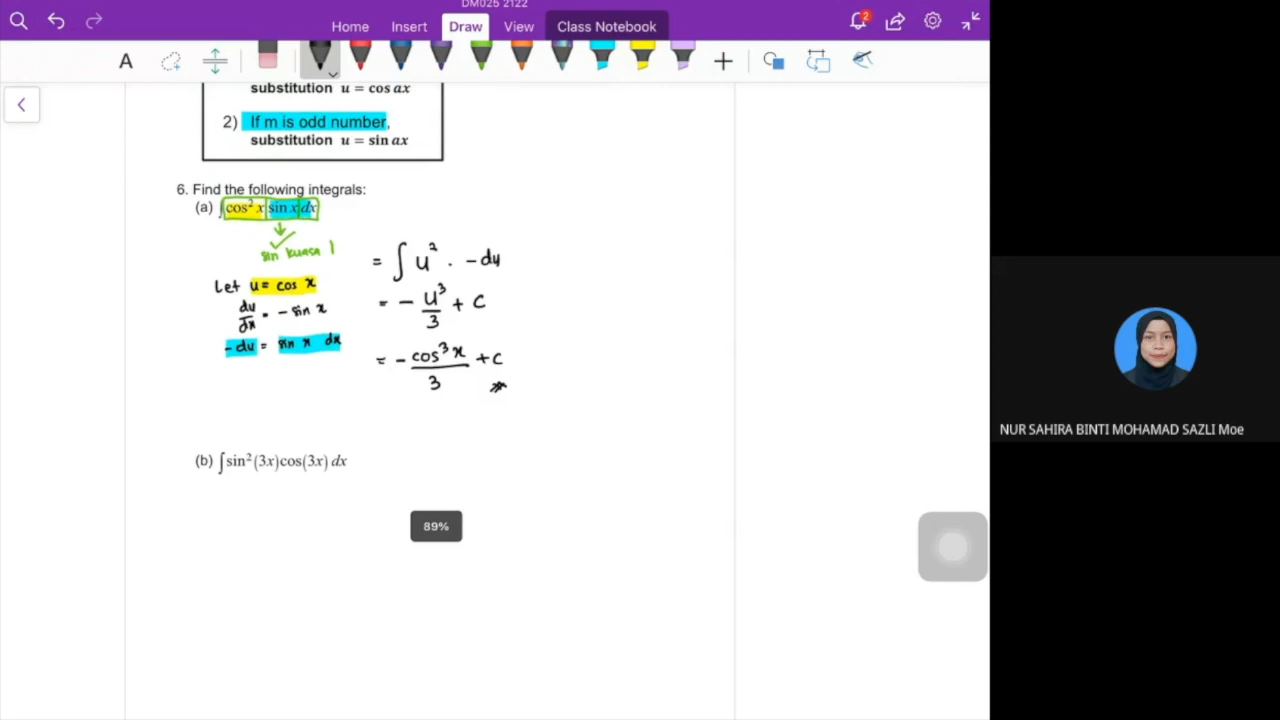 DM025 2122
Home Insert Draw View Class Notebook
2
A
substitution u = cos ax
2) If m is odd number,
substitution u = sin ax
6. Find the following integrals:
(a) ∫cos² x sin x dx
sin kuasa 1
Let u = cos x
du/dx = - sin x
-du = sin x dx
= ∫ u² . -du
= - u³/3 + c
= - cos³x/3 + c
(b) ∫sin²(3x)cos(3x) dx
89%
NUR SAHIRA BINTI MOHAMAD SAZLI Moe